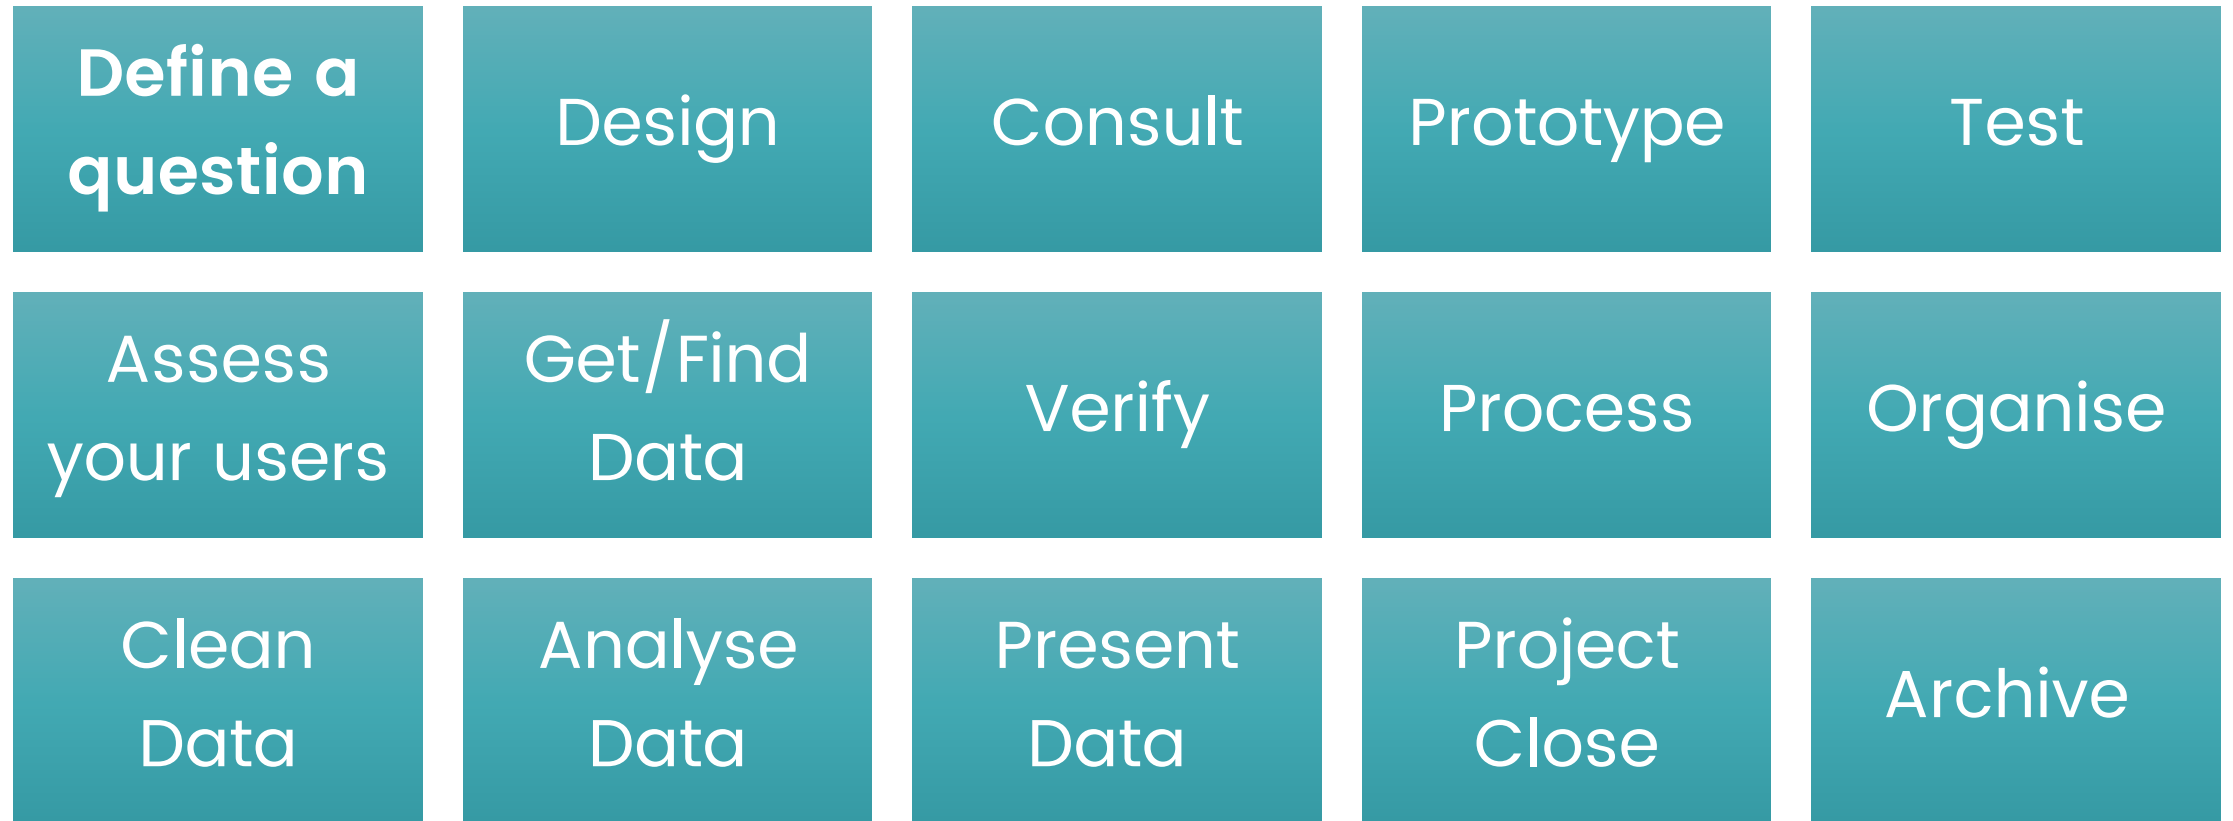 Define a
question
Design
Consult
Prototype
Test
Assess
your users
Get/Find
Data
Verify
Process
Organise
Clean
Data
Analyse
Data
Present
Data
Project
Close
Archive